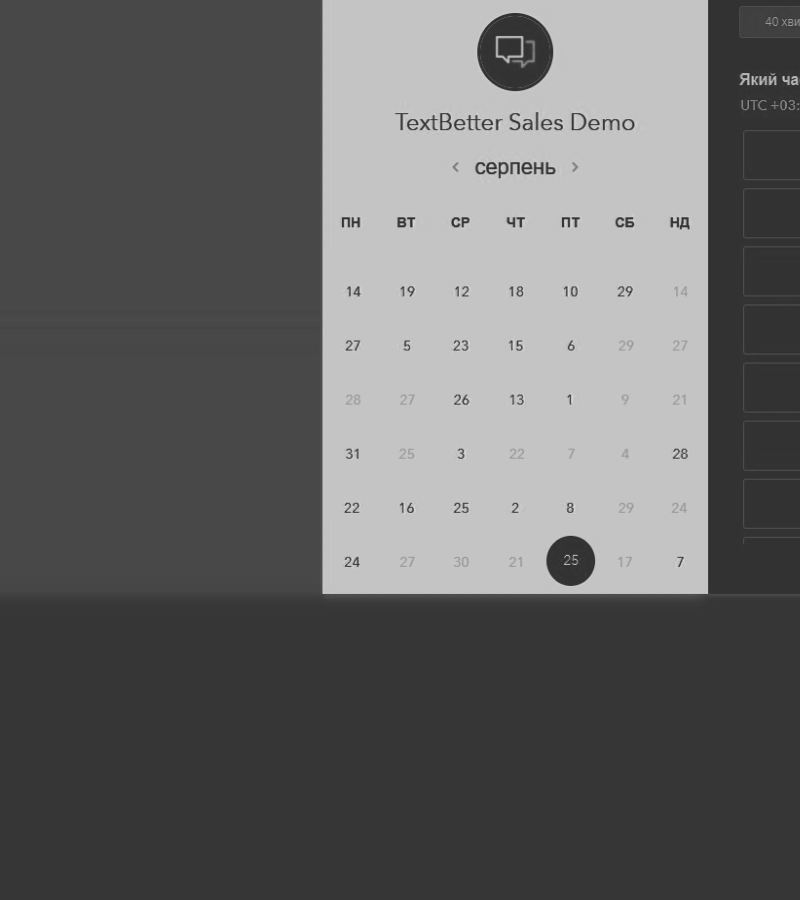 40 хви
TextBetter Sales Demo
серпень
Який ча
UTC +03:
ПН ВТ СР ЧТ ПТ СБ НД
14 19 12 18 10 29 14
27 5 23 15 6 29 27
28 27 26 13 1 9 21
31 25 3 22 7 4 28
22 16 25 2 8 29 24
24 27 30 21 25 17 7